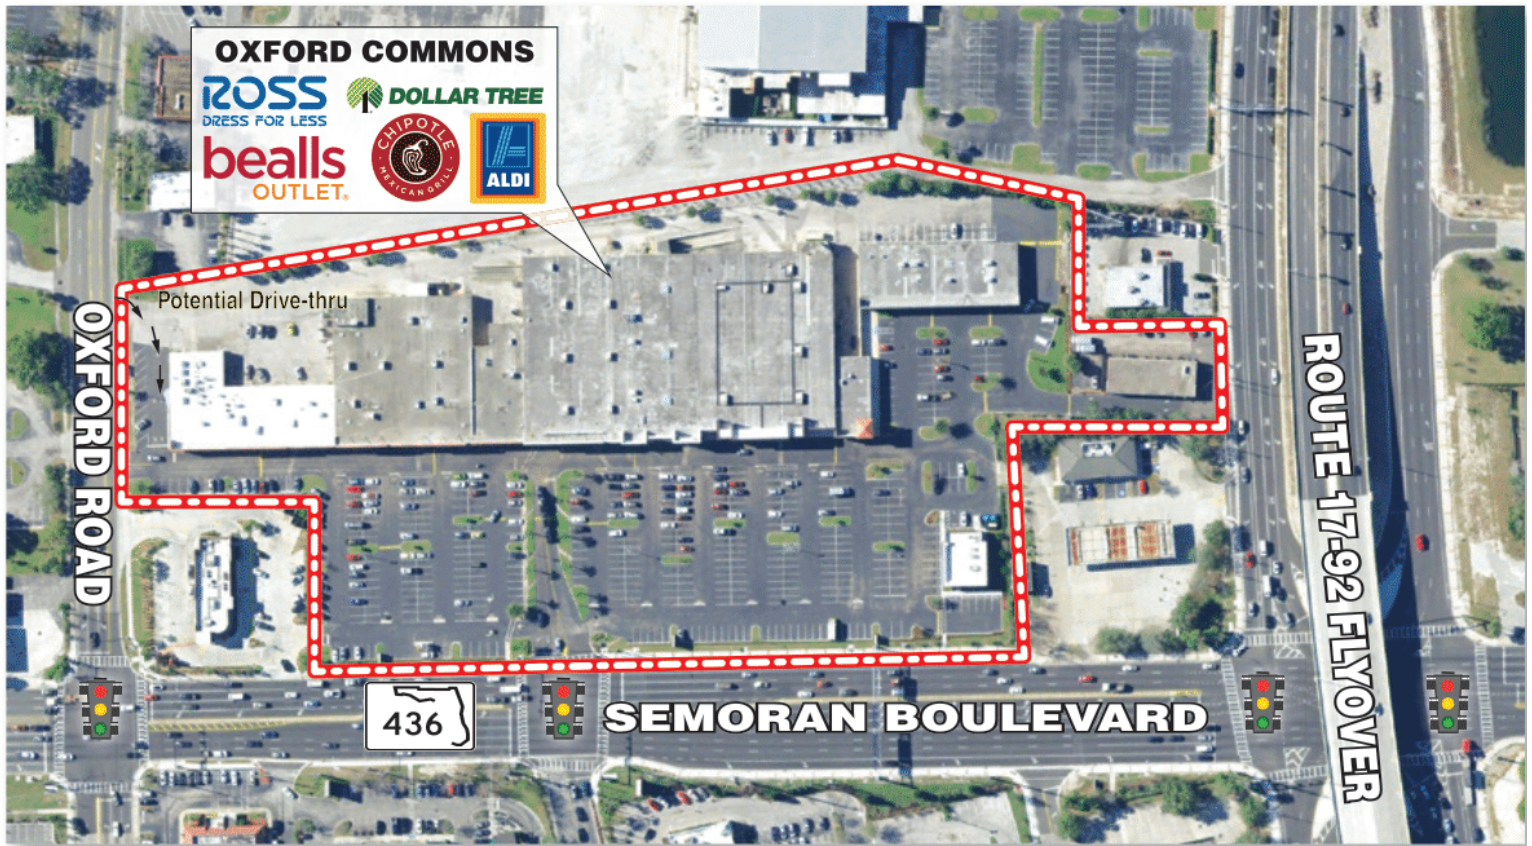 OXFORD COMMONS
ROSS
DRESS FOR LESS
DOLLAR TREE
bealls
OUTLET®
CHIPOTLE
MEXICAN GRILL
ALDI
Potential Drive-thru
OXFORD ROAD
ROUTE 17-92 FLYOVER
436
SEMORAN BOULEVARD